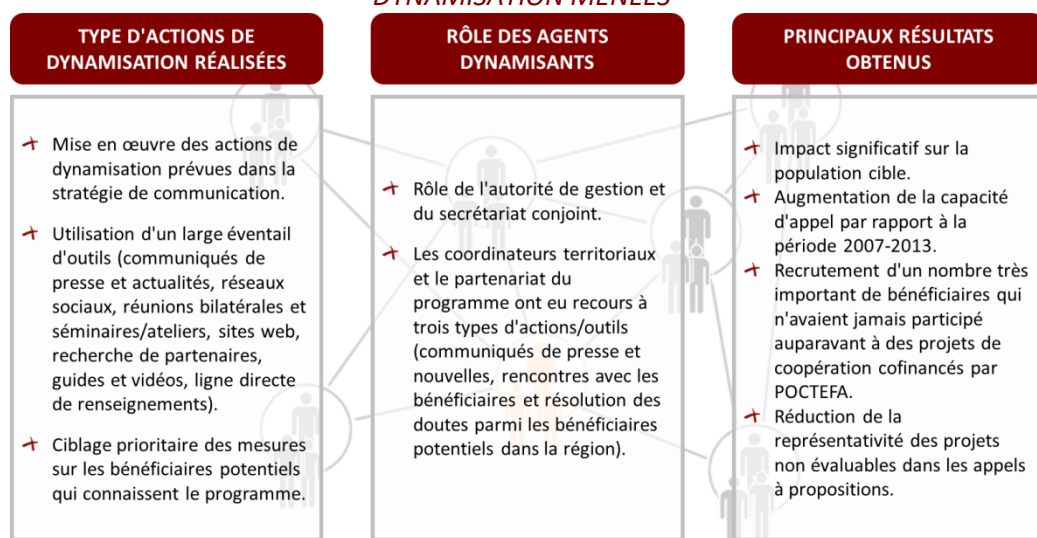 DYNAMISATION MENÉES
TYPE D'ACTIONS DE
DYNAMISATION RÉALISÉES
Mise en œuvre des actions de
dynamisation prévues dans la
stratégie de communication.
Utilisation d'un large éventail
d'outils (communiqués de
presse et actualités, réseaux
sociaux, réunions bilatérales et
séminaires/ateliers, sites web,
recherche de partenaires,
guides et vidéos, ligne directe
de renseignements).
Ciblage prioritaire des mesures
sur les bénéficiaires potentiels
qui connaissent le programme.
RÔLE DES AGENTS
DYNAMISANTS
Rôle de l'autorité de gestion et
du secrétariat conjoint.
Les coordinateurs territoriaux
et le partenariat du
programme ont eu recours à
trois types d'actions/outils
(communiqués de presse et
nouvelles, rencontres avec les
bénéficiaires et résolution des
doutes parmi les bénéficiaires
potentiels dans la région).
PRINCIPAUX RÉSULTATS
OBTENUS
Impact significatif sur la
population cible.
Augmentation de la capacité
d'appel par rapport à la
période 2007-2013.
Recrutement d'un nombre très
important de bénéficiaires qui
n'avaient jamais participé
auparavant à des projets de
coopération cofinancés par
POCTEFA.
Réduction de la
représentativité des projets
non évaluables dans les appels
à propositions.